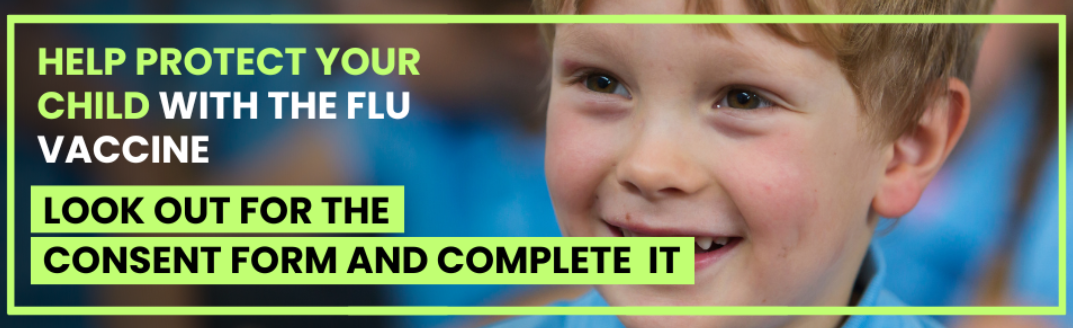 HELP PROTECT YOUR
CHILD WITH THE FLU
VACCINE
LOOK OUT FOR THE
CONSENT FORM AND COMPLETE IT